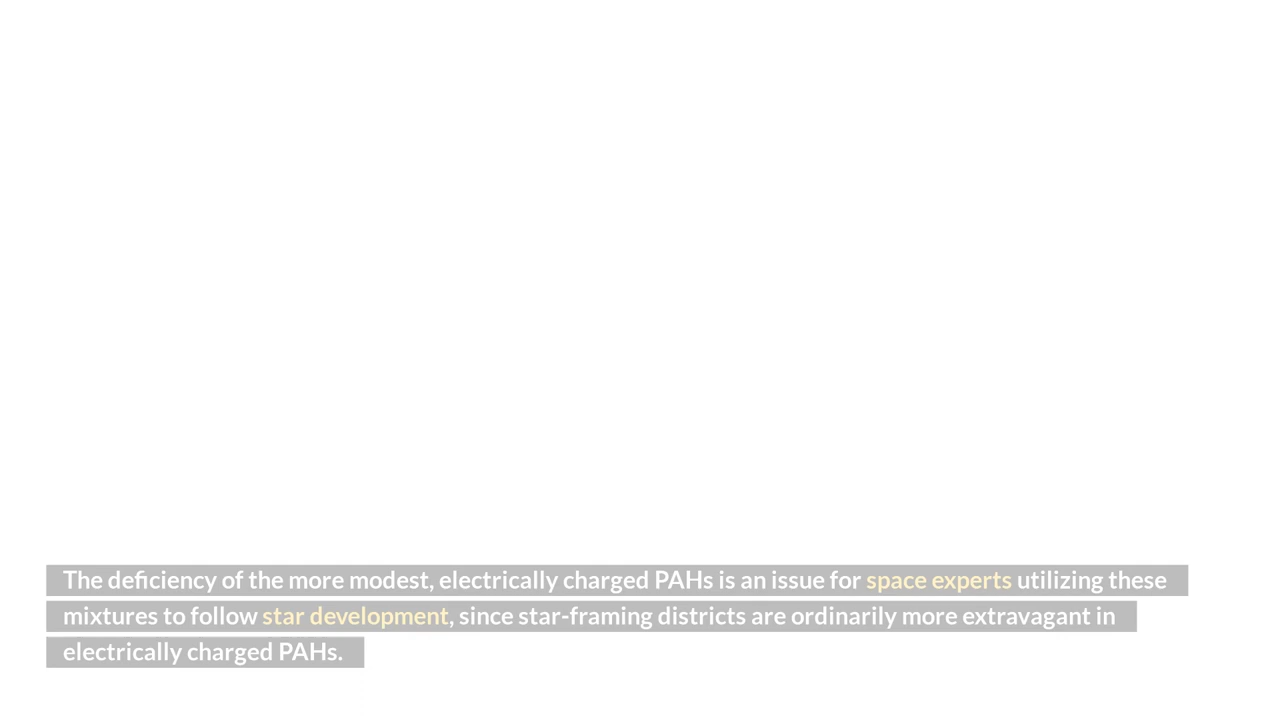 The deficiency of the more modest, electrically charged PAHs is an issue for space experts utilizing these
mixtures to follow star development, since star-framing districts are ordinarily more extravagant in
electrically charged PAHs.